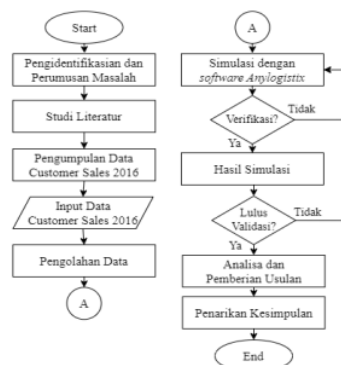 Start
Pengidentifikasian dan
Perumusan Masalah
Studi Literatur
Pengumpulan Data
Customer Sales 2016
Input Data
Customer Sales 2016
Pengolahan Data
A
A
Simulasi dengan
software Anylogistix
Verifikasi?
Tidak
Ya
Hasil Simulasi
Lulus
Validasi?
Tidak
Ya
Analisa dan
Pemberian Usulan
Penarikan Kesimpulan
End